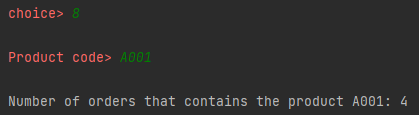 choice> 8
Product code> A001
Number of orders that contains the product A001: 4